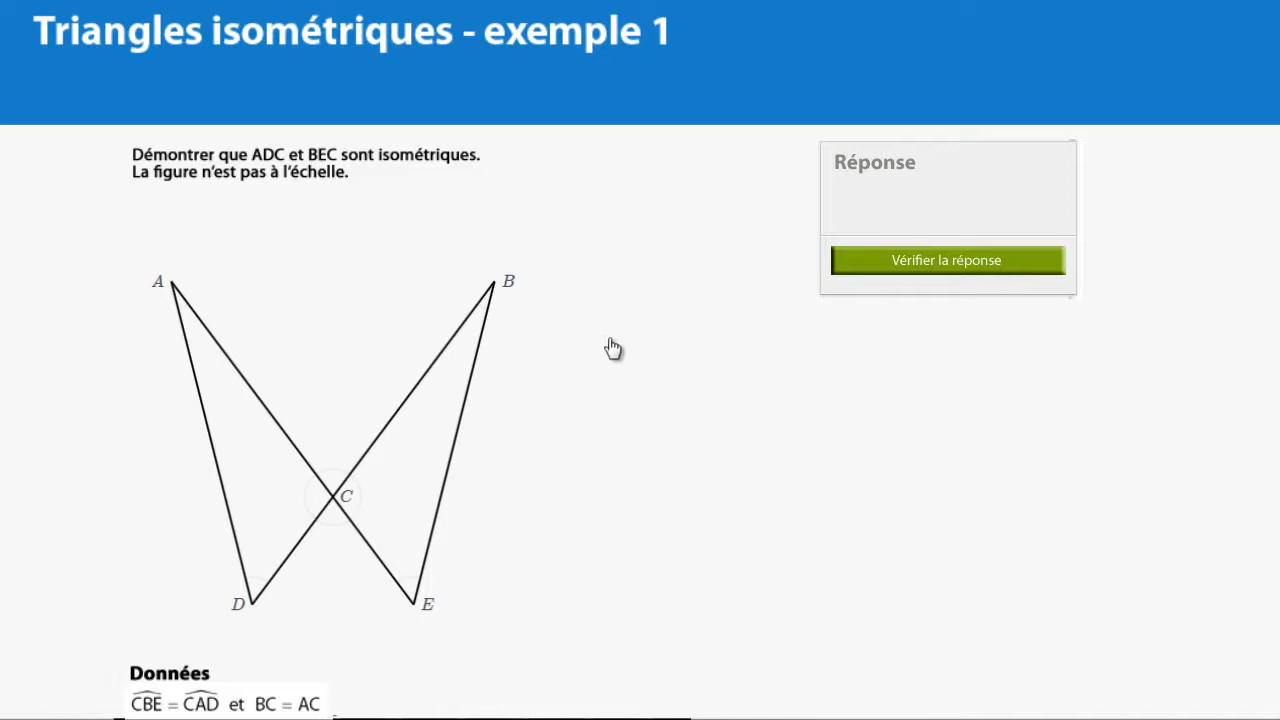 Triangles isométriques - exemple 1
Démontrer que ADC et BEC sont isométriques.
La figure n'est pas à l'échelle.
Réponse
Vérifier la réponse
A
B
C
D
E
Données
CBE = CAD et BC = AC